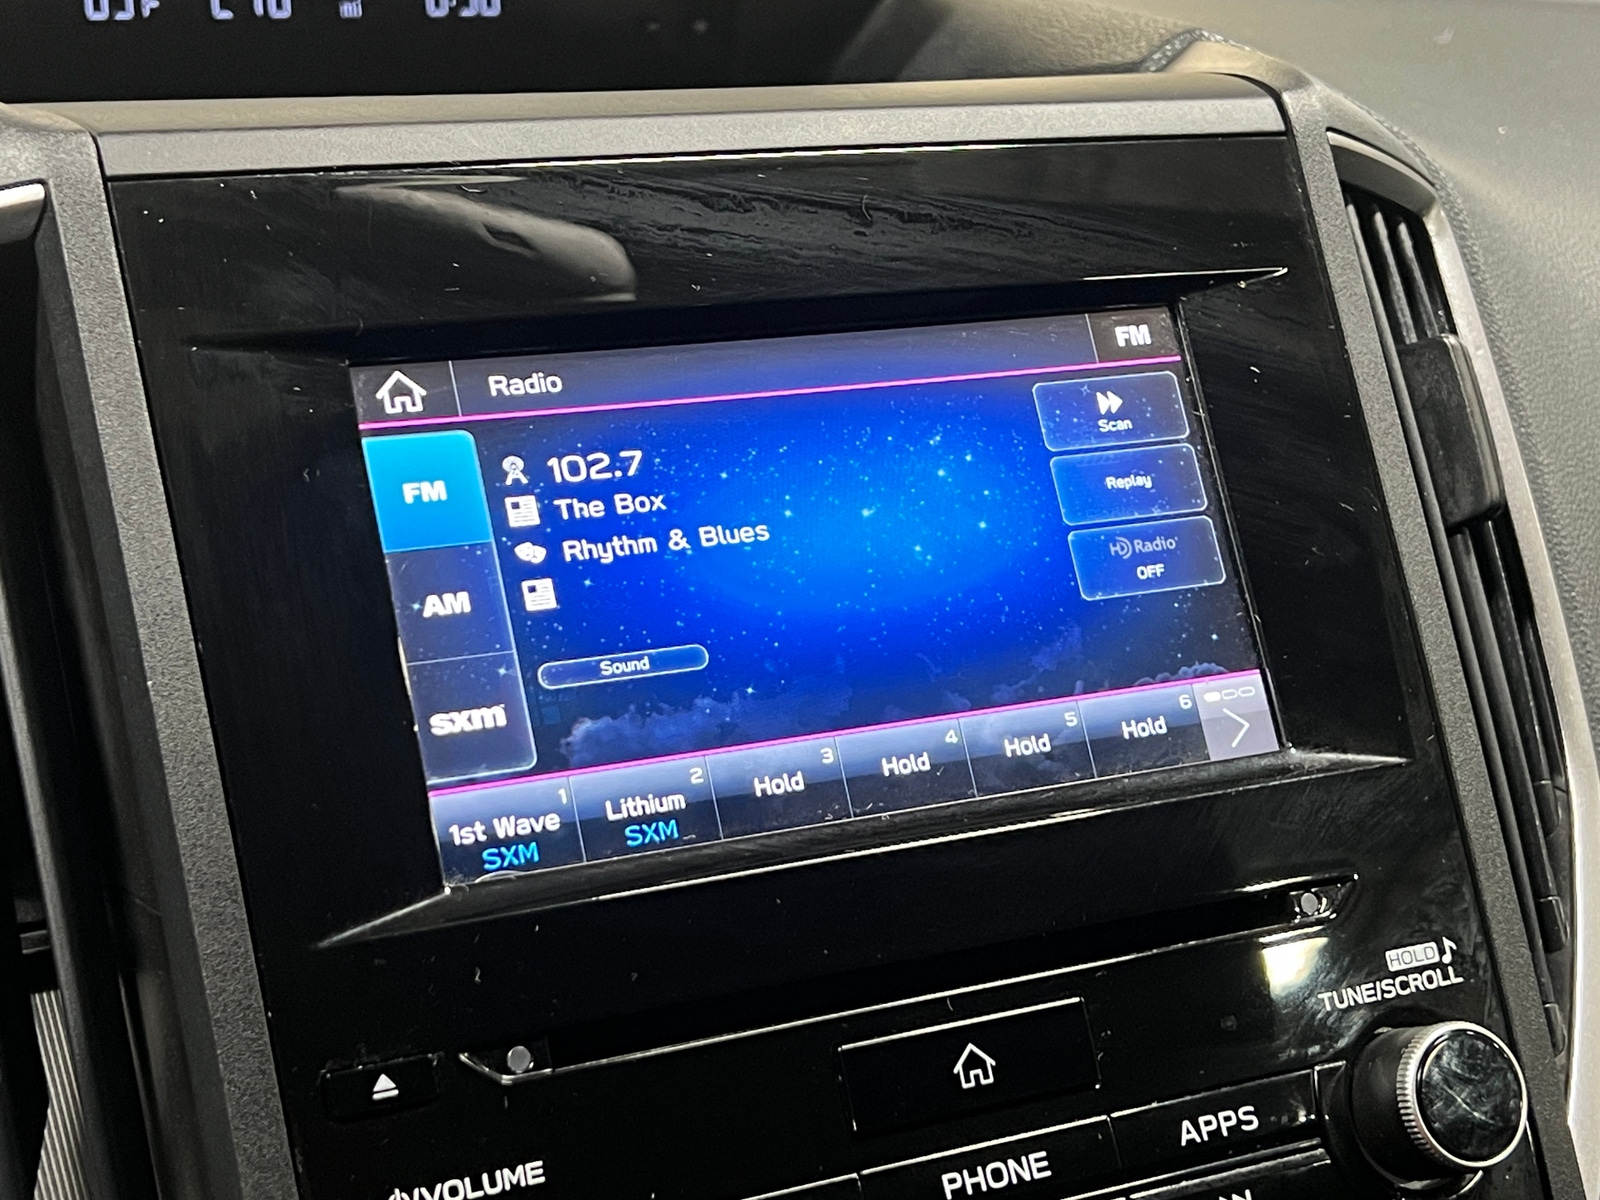 Radio
FM
FM
AM
sxm
102.7
The Box
Rhythm & Blues
Sound
Scan
Replay
HD Radio
OFF
1
1st Wave
SXM
2
Lithium
SXM
3
Hold
4
Hold
5
Hold
6
Hold
HOLD
TUNE/SCROLL
APPS
PHONE
VOLUME